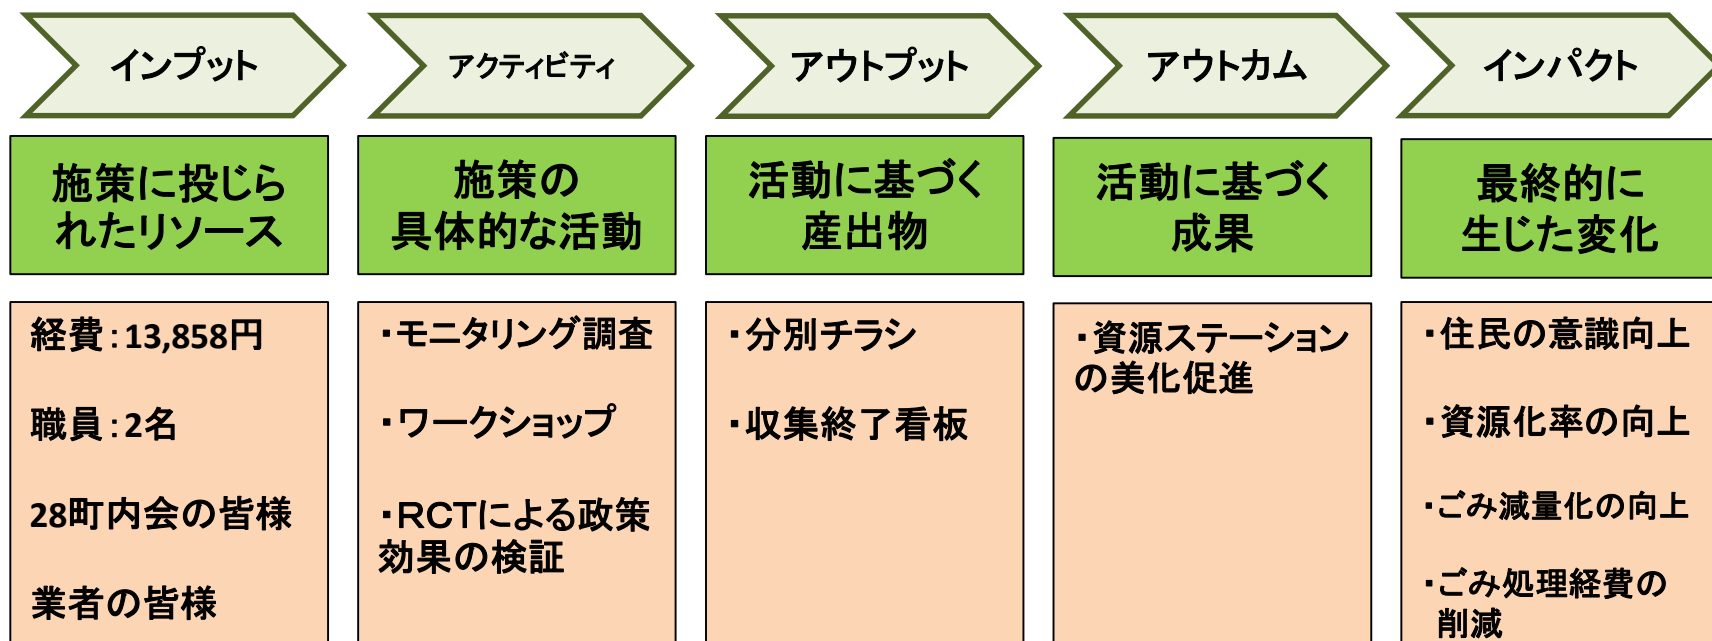 インプット
アクティビティ
アウトプット
アウトカム
インパクト
施策に投じら
れたリソース
施策の
具体的な活動
活動に基づく
産出物
活動に基づく
成果
最終的に
生じた変化
経費：13,858円
職員：2名
28町内会の皆様
業者の皆様
・モニタリング調査
・ワークショップ
・ＲＣＴによる政策
効果の検証
・分別チラシ
・収集終了看板
・資源ステーション
の美化促進
・住民の意識向上
・資源化率の向上
・ごみ減量化の向上
・ごみ処理経費の
削減